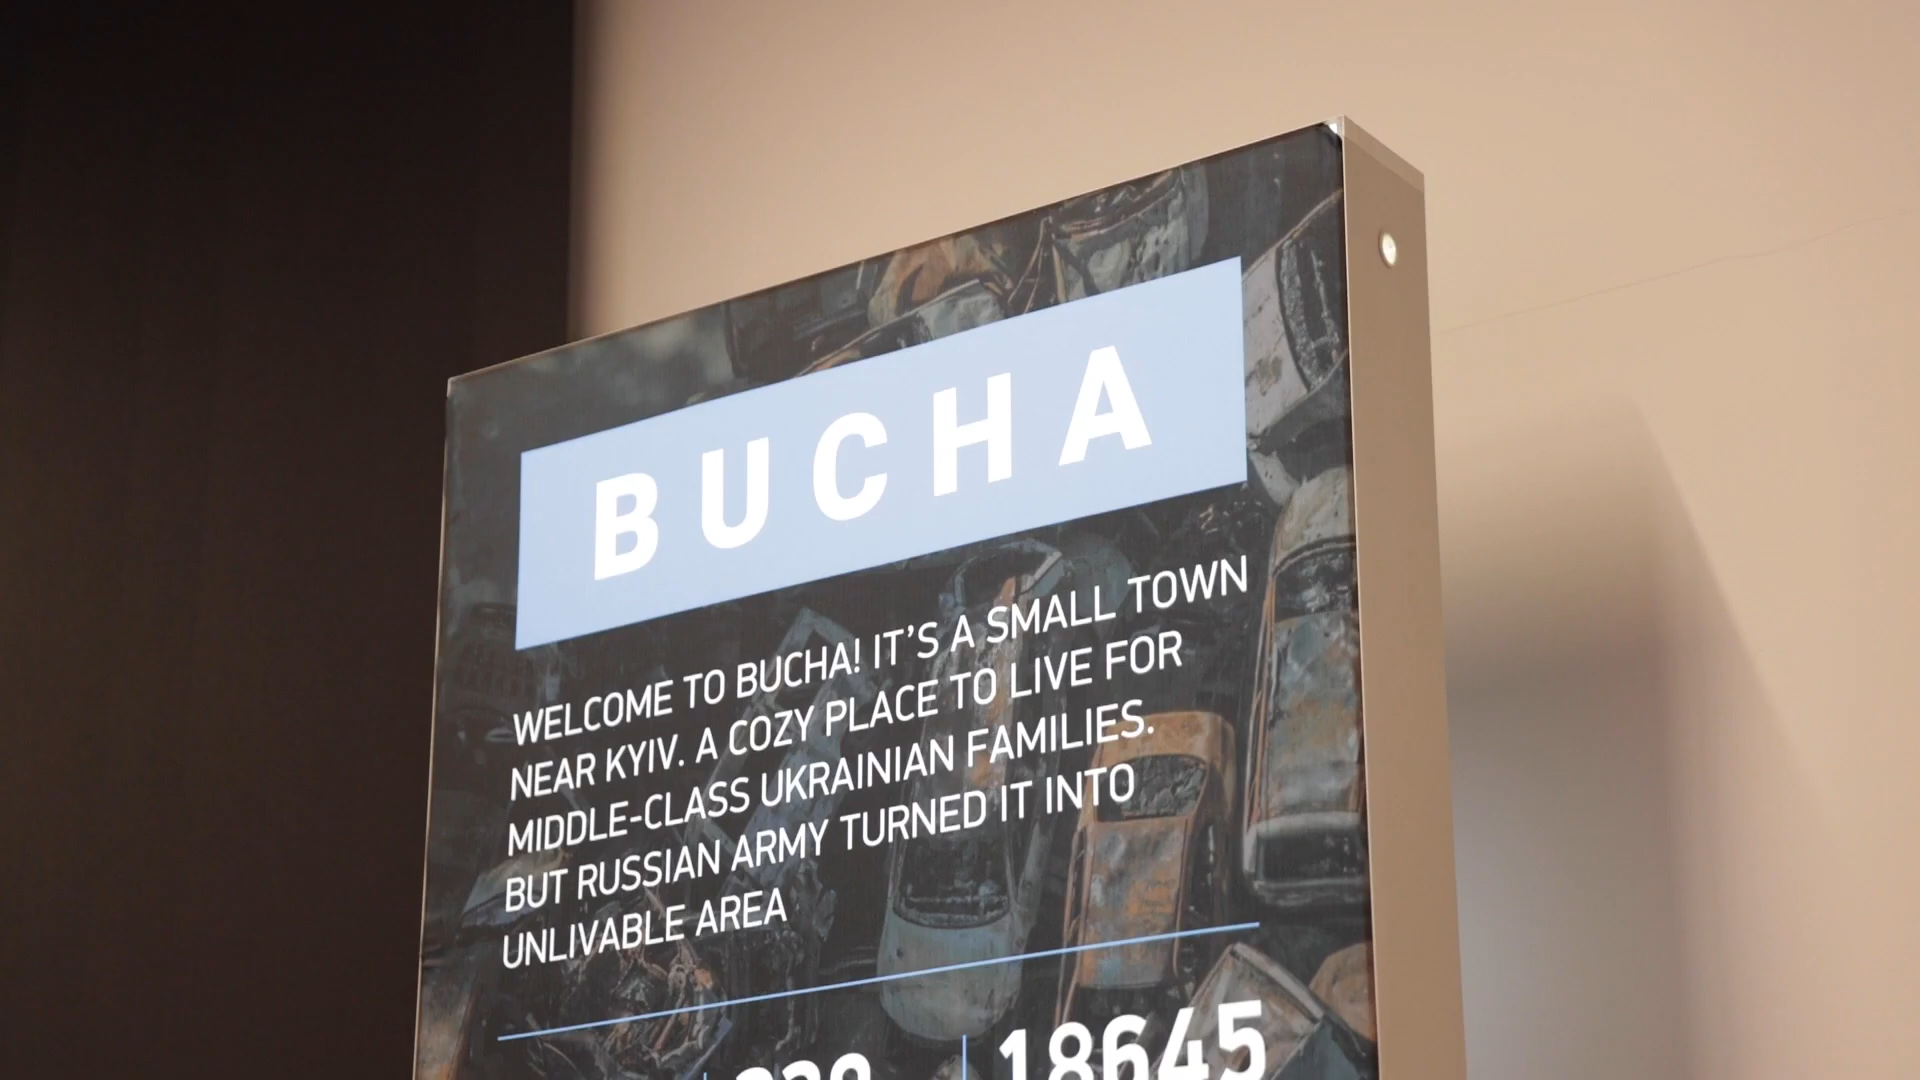 BUCHA
WELCOME TO BUCHA! IT'S A SMALL TOWN
NEAR KYIV. A COZY PLACE TO LIVE FOR
MIDDLE-CLASS UKRAINIAN FAMILIES.
BUT RUSSIAN ARMY TURNED IT INTO
UNLIVABLE AREA
18645